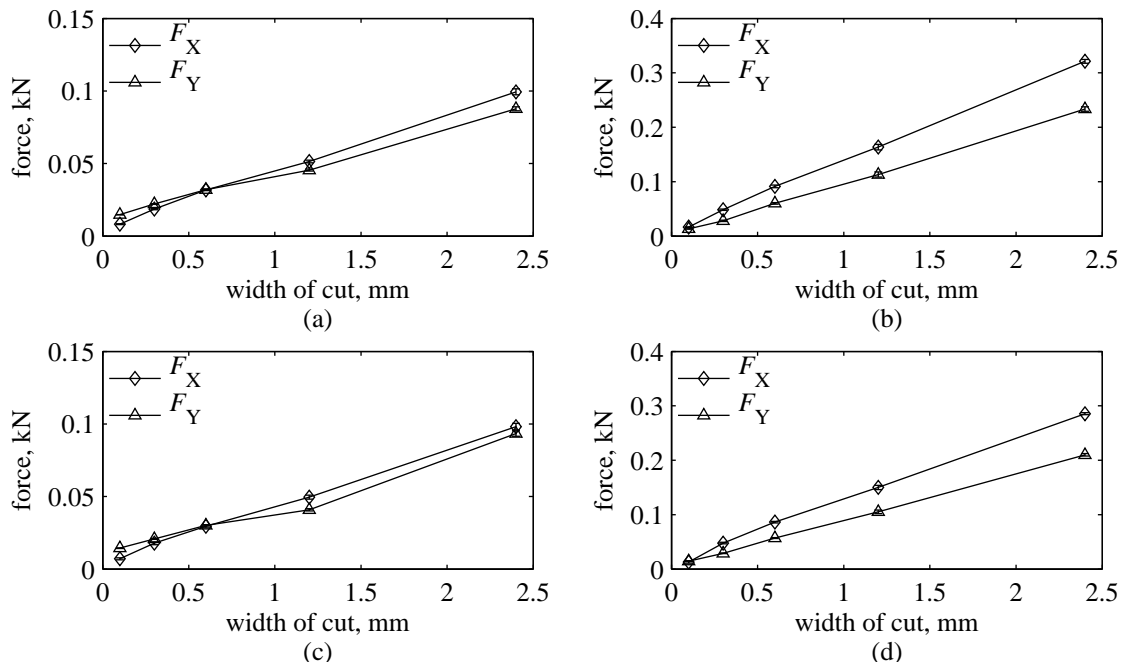 0.15
0.1
0.05
0
force, kN
F_X
F_Y
0 0.5 1 1.5 2 2.5
width of cut, mm
(a)
0.4
0.3
0.2
0.1
0
force, kN
F_X
F_Y
0 0.5 1 1.5 2 2.5
width of cut, mm
(b)
0.15
0.1
0.05
0
force, kN
F_X
F_Y
0 0.5 1 1.5 2 2.5
width of cut, mm
(c)
0.4
0.3
0.2
0.1
0
force, kN
F_X
F_Y
0 0.5 1 1.5 2 2.5
width of cut, mm
(d)